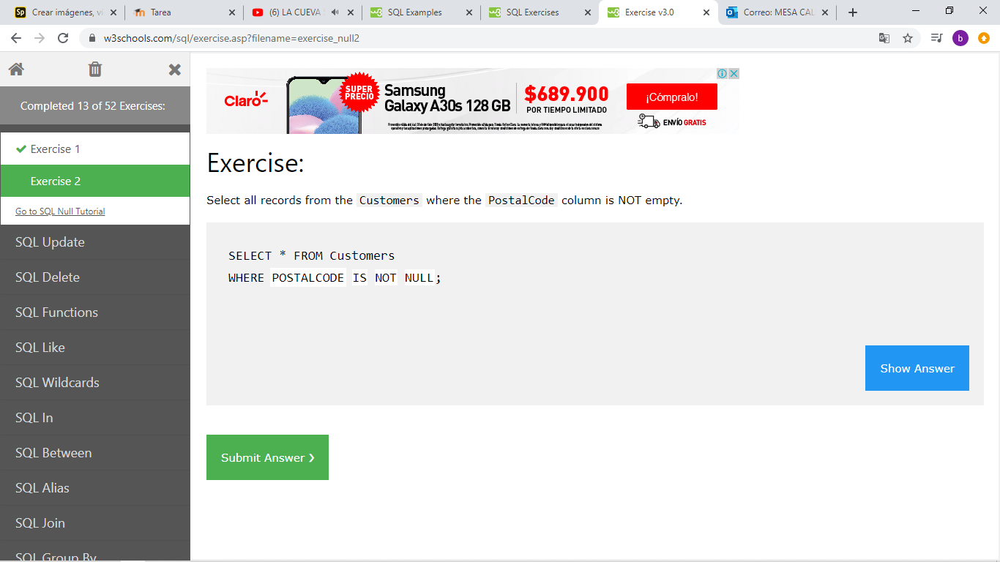 Crear imágenes, ví
Tarea
(6) LA CUEVA
SQL Examples
SQL Exercises
Exercise v3.0
Correo: MESA CAL
w3schools.com/sql/exercise.asp?filename=exercise_null2
b
Completed 13 of 52 Exercises:
Exercise 1
Exercise 2
Go to SQL Null Tutorial
SQL Update
SQL Delete
SQL Functions
SQL Like
SQL Wildcards
SQL In
SQL Between
SQL Alias
SQL Join
SQL Group By
Claro
SUPER
PRECIO
Samsung
Galaxy A30s 128 GB
$689.900
POR TIEMPO LIMITADO
¡Cómpralo!
ENVÍO GRATIS
Exercise:
Select all records from the Customers where the PostalCode column is NOT empty.
SELECT * FROM Customers
WHERE POSTALCODE IS NOT NULL;
Show Answer
Submit Answer ❯